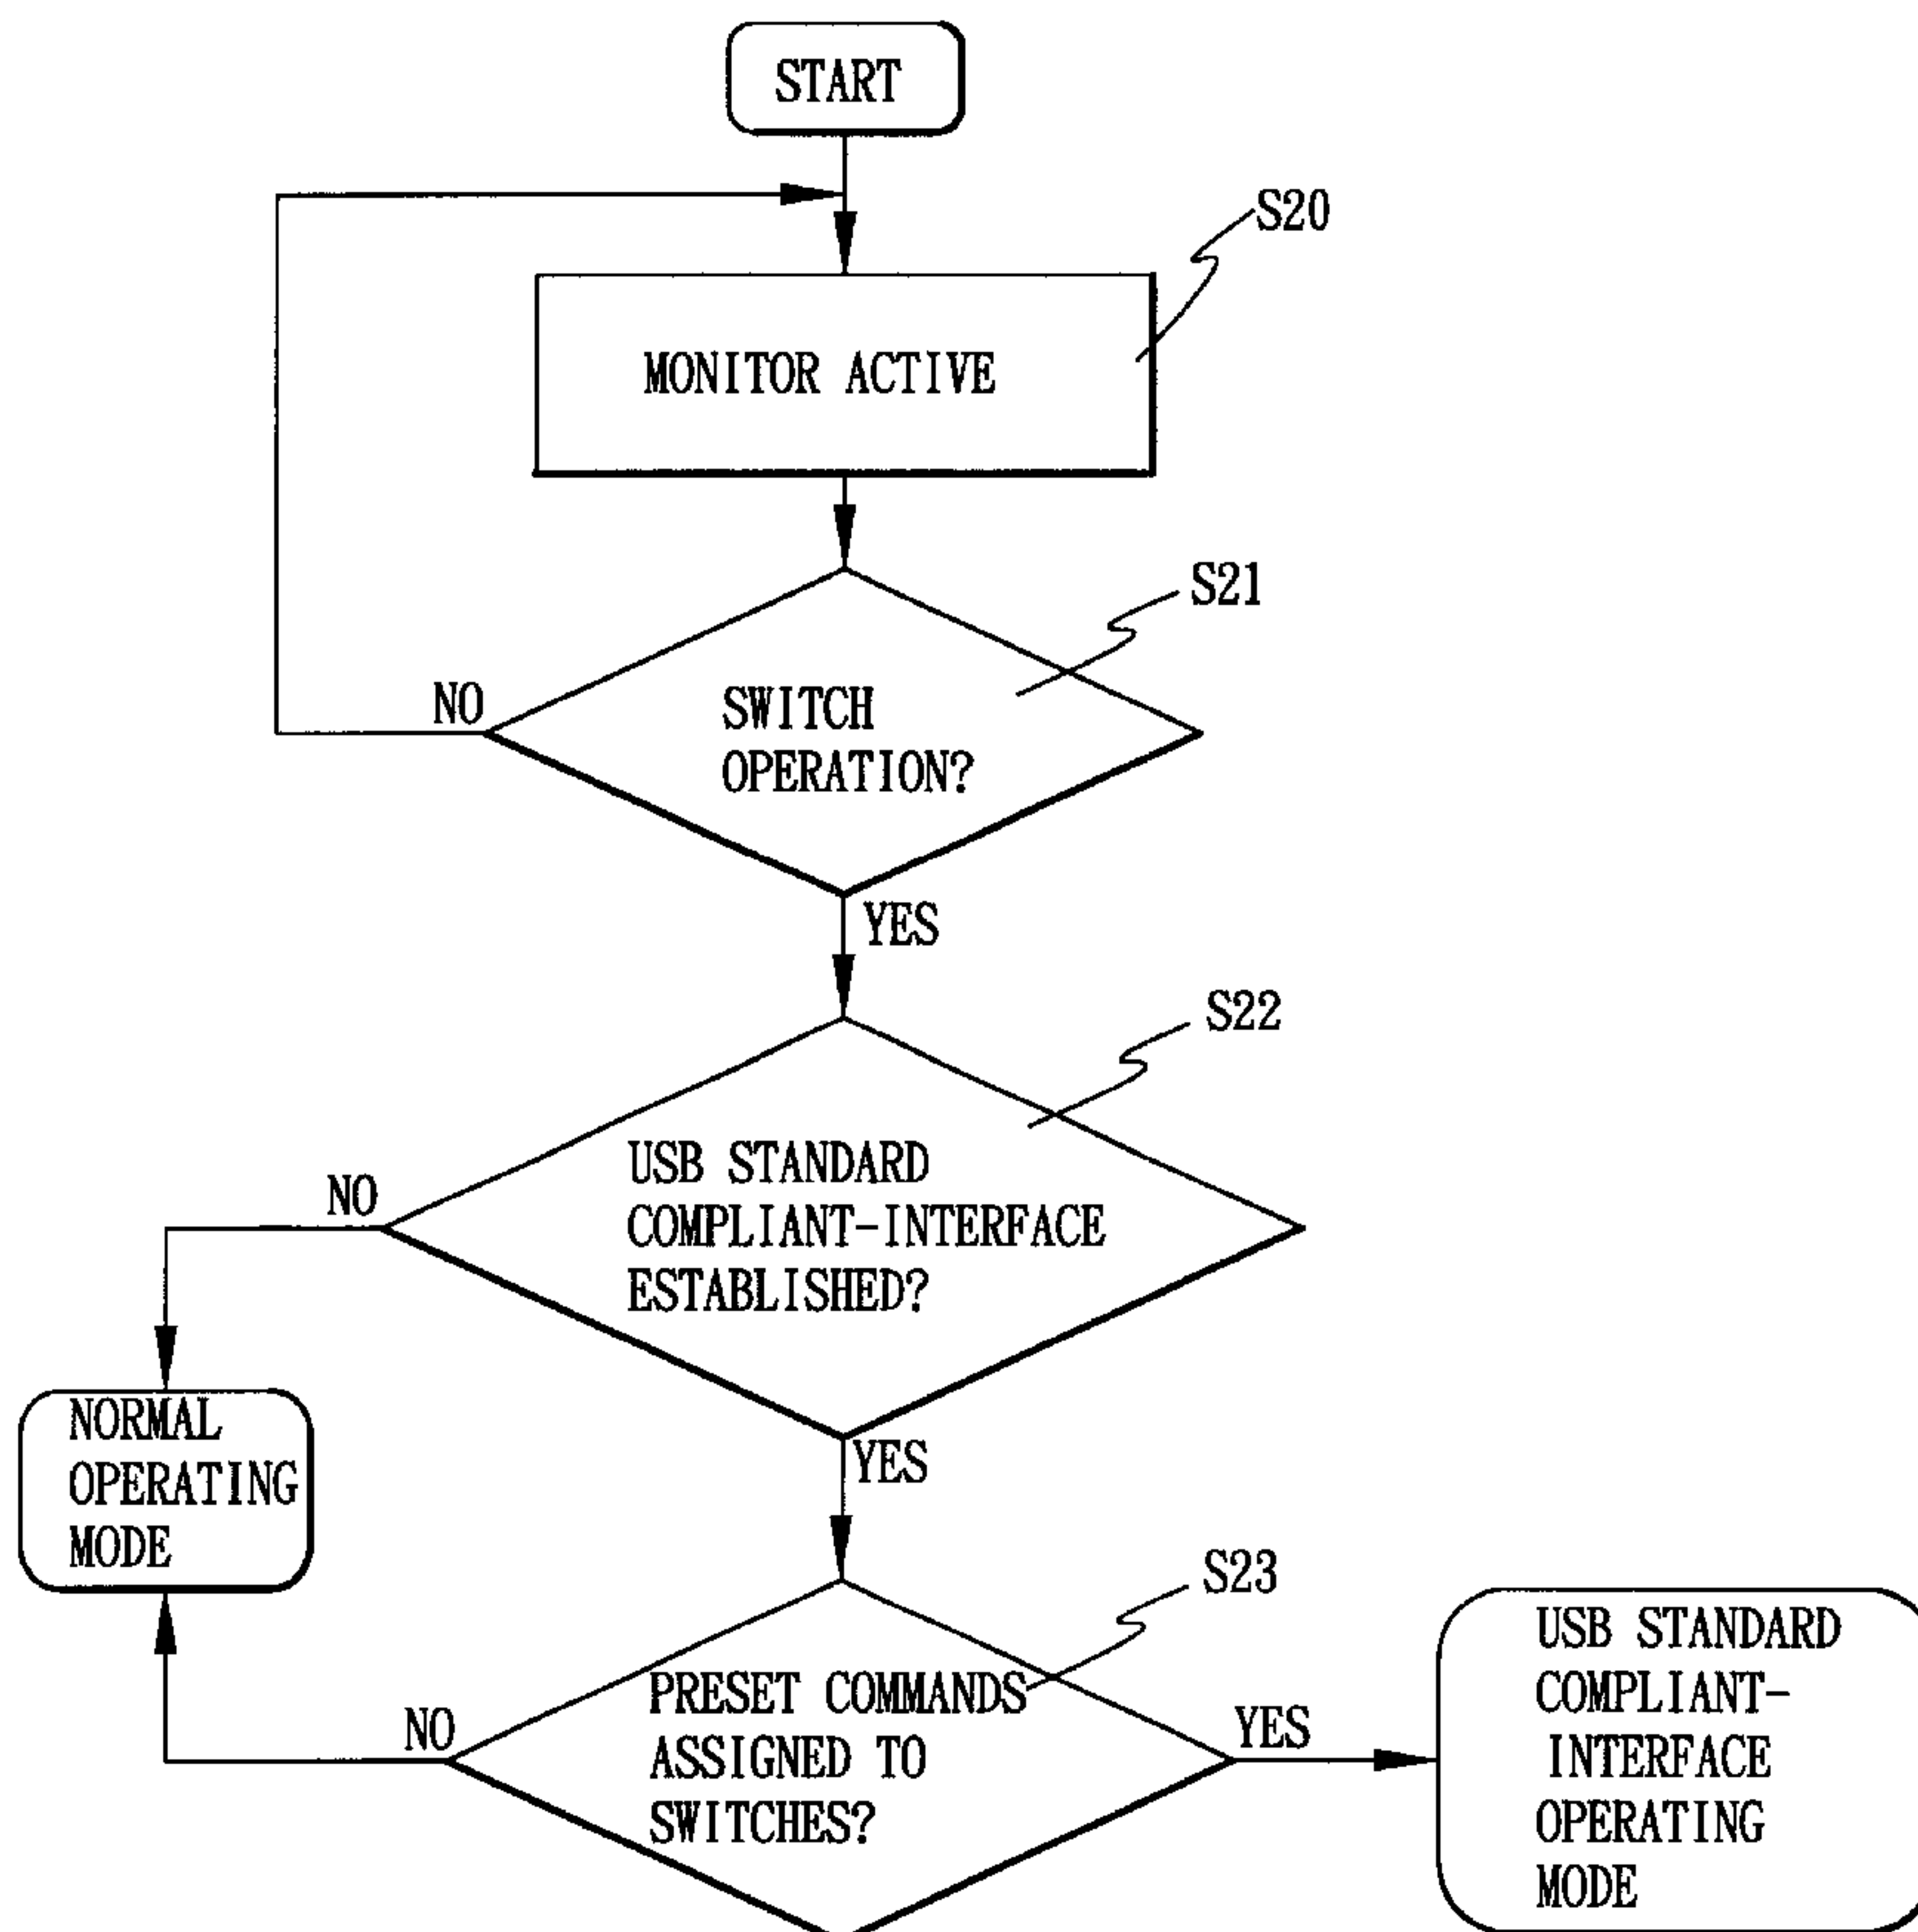 START
S20
MONITOR ACTIVE
S21
NO
SWITCH
OPERATION?
YES
S22
NO
USB STANDARD
COMPLIANT-INTERFACE
ESTABLISHED?
YES
NORMAL
OPERATING
MODE
S23
NO
PRESET COMMANDS
ASSIGNED TO
SWITCHES?
YES
USB STANDARD
COMPLIANT-
INTERFACE
OPERATING
MODE